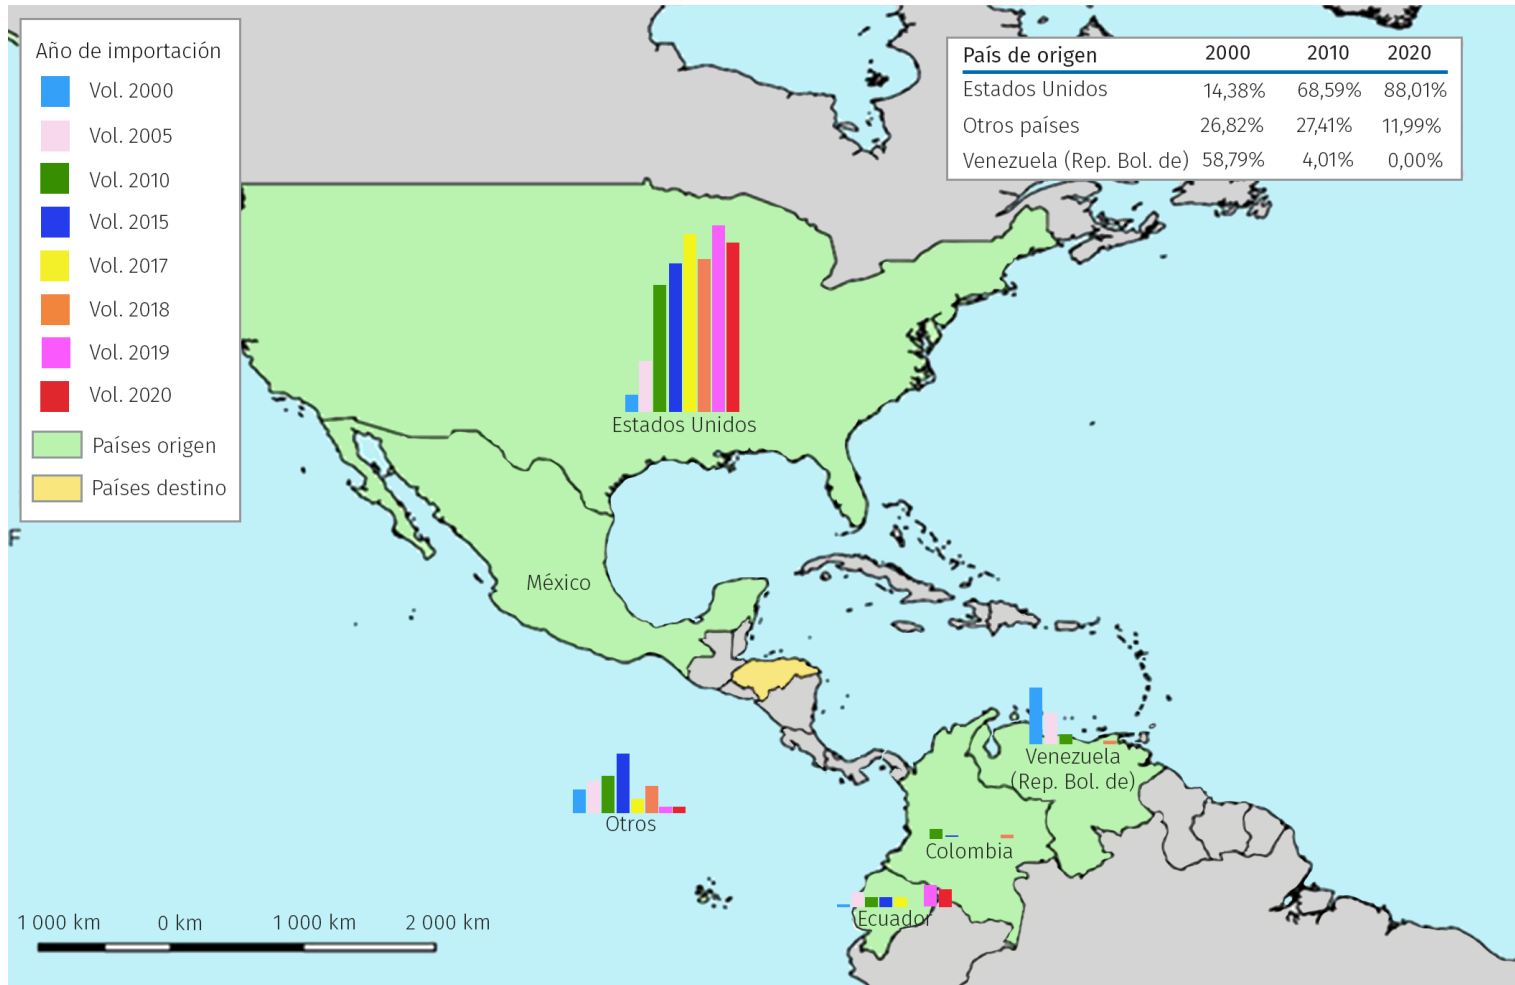 Año de importación
Vol. 2000
Vol. 2005
Vol. 2010
Vol. 2015
Vol. 2017
Vol. 2018
Vol. 2019
Vol. 2020
Países origen
Países destino
País de origen 2000 2010 2020
Estados Unidos 14,38% 68,59% 88,01%
Otros países 26,82% 27,41% 11,99%
Venezuela (Rep. Bol. de) 58,79% 4,01% 0,00%
Estados Unidos
F
México
Venezuela
(Rep. Bol. de)
Otros
Colombia
Ecuador
1 000 km 0 km 1 000 km 2 000 km